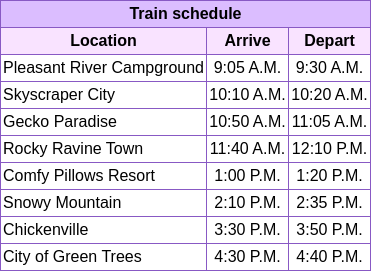 Train schedule
Location Arrive Depart
Pleasant River Campground 9:05 A.M. 9:30 A.M.
Skyscraper City 10:10 A.M. 10:20 A.M.
Gecko Paradise 10:50 A.M. 11:05 A.M.
Rocky Ravine Town 11:40 A.M. 12:10 P.M.
Comfy Pillows Resort 1:00 P.M. 1:20 P.M.
Snowy Mountain 2:10 P.M. 2:35 P.M.
Chickenville 3:30 P.M. 3:50 P.M.
City of Green Trees 4:30 P.M. 4:40 P.M.